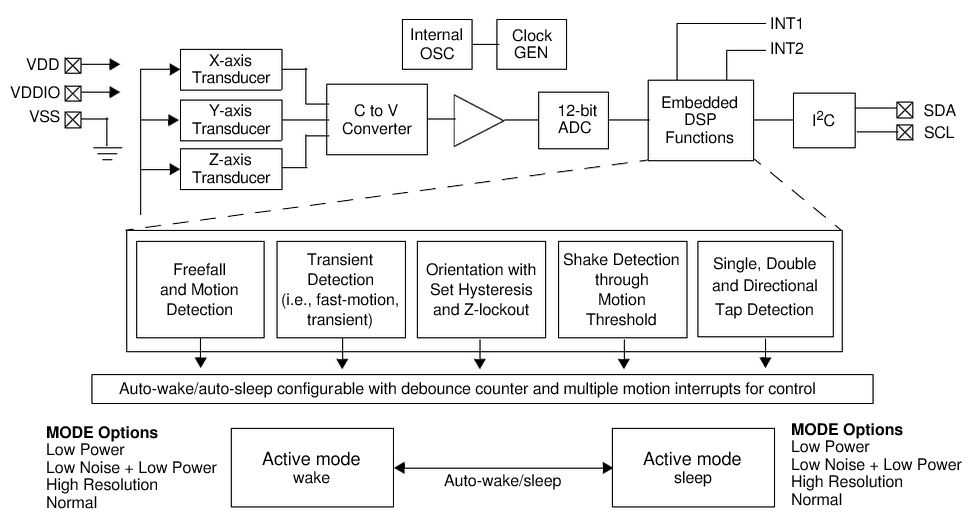 Internal
OSC
Clock
GEN
INT1
INT2
VDD
VDDIO
VSS
X-axis
Transducer
Y-axis
Transducer
Z-axis
Transducer
C to V
Converter
12-bit
ADC
Embedded
DSP
Functions
I²C
SDA
SCL
Freefall
and Motion
Detection
Transient
Detection
(i.e., fast-motion,
transient)
Orientation with
Set Hysteresis
and Z-lockout
Shake Detection
through
Motion
Threshold
Single, Double
and Directional
Tap Detection
Auto-wake/auto-sleep configurable with debounce counter and multiple motion interrupts for control
MODE Options
Low Power
Low Noise + Low Power
High Resolution
Normal
Active mode
wake
Auto-wake/sleep
Active mode
sleep
MODE Options
Low Power
Low Noise + Low Power
High Resolution
Normal